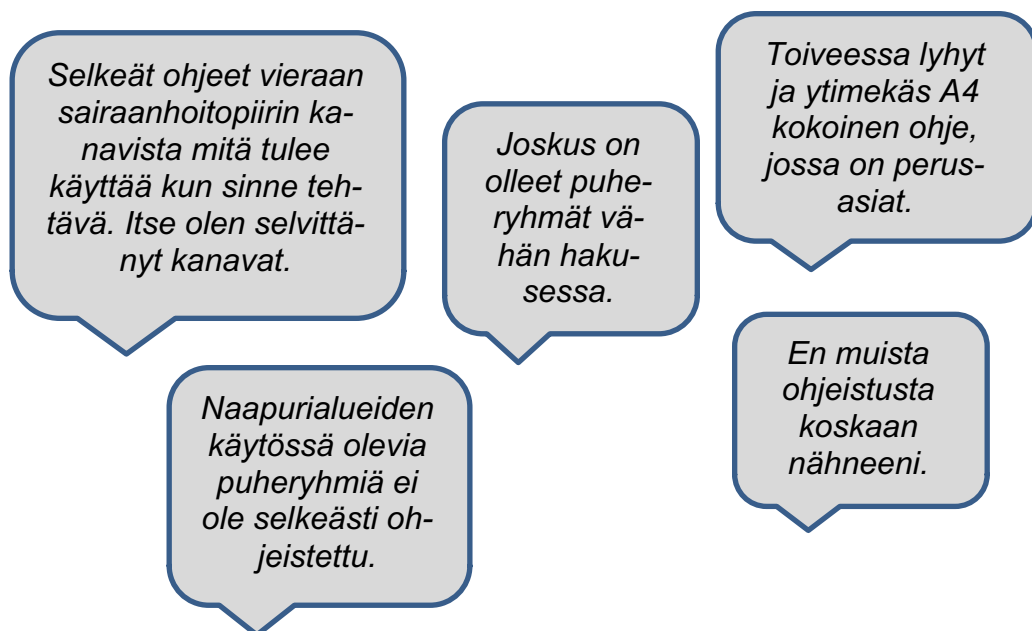 Selkeät ohjeet vieraan
sairaanhoitopiirin ka-
navista mitä tulee
käyttää kun sinne teh-
tävä. Itse olen selvittä-
nyt kanavat.
Joskus on
olleet puhe-
ryhmät vä-
hän haku-
sessa.
Toiveessa lyhyt
ja ytimekäs A4
kokoinen ohje,
jossa on perus-
asiat.
Naapurialueiden
käytössä olevia
puheryhmiä ei
ole selkeästi oh-
jeistettu.
En muista
ohjeistusta
koskaan
nähneeni.